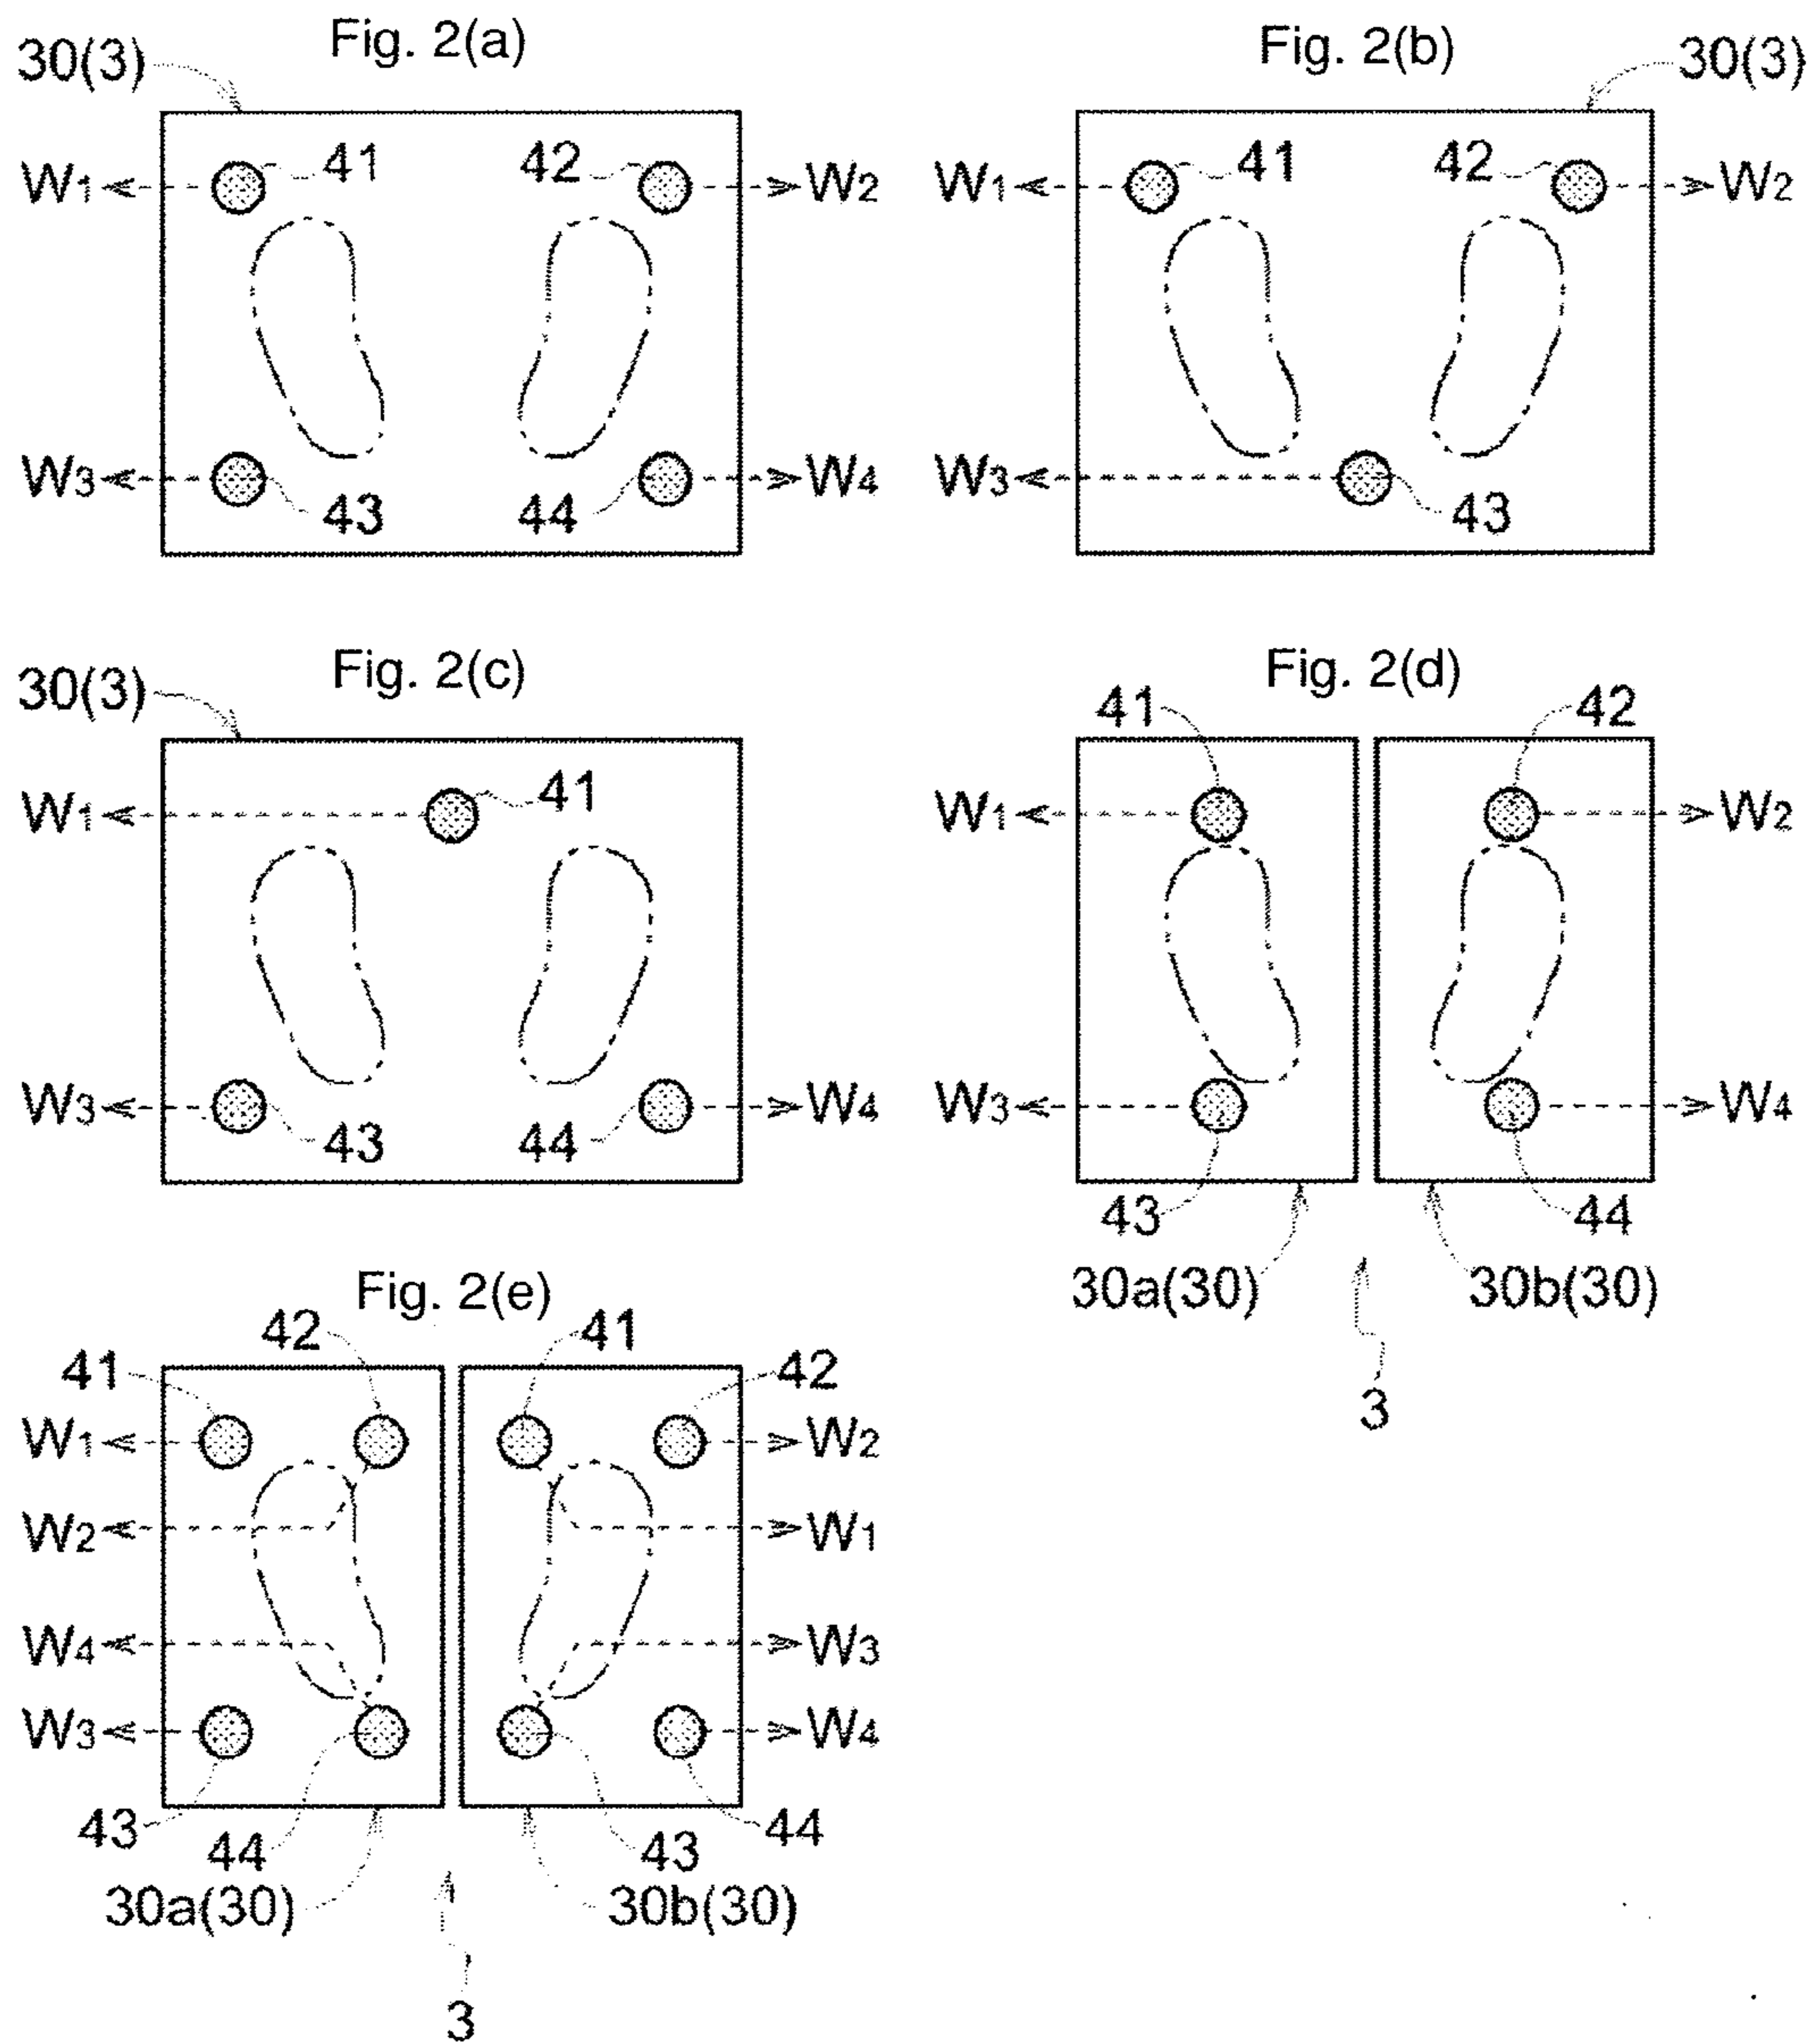 Fig. 2(a)
30(3)
41 42
W1 W2
W3 W4
43 44
Fig. 2(b)
30(3)
41 42
W1 W2
W3
43
Fig. 2(c)
30(3)
41
W1
W3 W4
43 44
Fig. 2(d)
41 42
W1 W2
W3 W4
43 44
30a(30) 30b(30)
3
Fig. 2(e)
42 41
41 42
W1 W2
W2 W1
W4 W3
W3 W4
43 44
44 43
30a(30) 30b(30)
3